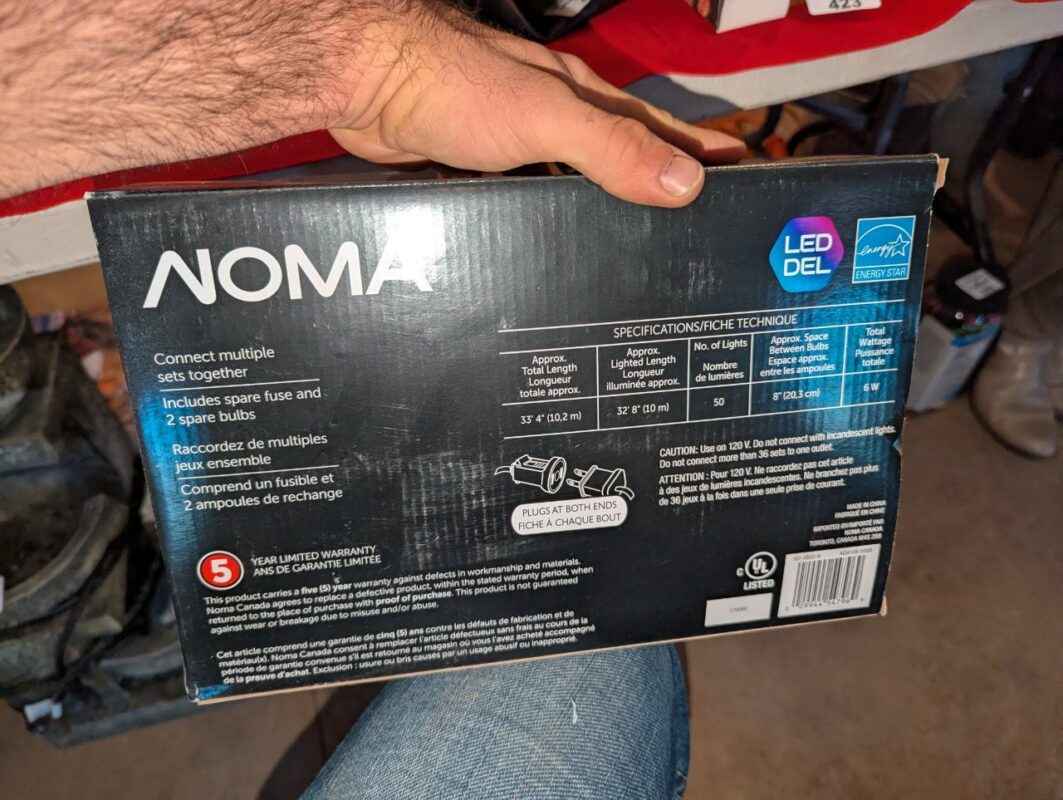 423
NOMA
LED
DEL
energy
ENERGY STAR
Connect multiple
sets together
Includes spare fuse and
2 spare bulbs
Raccordez de multiples
jeux ensemble
Comprend un fusible et
2 ampoules de rechange
SPECIFICATIONS/FICHE TECHNIQUE
Approx.
Total Length
Longueur
totale approx.
Approx.
Lighted Length
Longueur
illuminée approx.
No. of Lights
Nombre
de lumières
Approx. Space
Between Bulbs
Espace approx.
entre les ampoules
Total
Wattage
Puissance
totale
33' 4" (10,2 m)
32' 8" (10 m)
50
8" (20,3 cm)
6 W
CAUTION: Use on 120 V. Do not connect with incandescent lights.
Do not connect more than 36 sets to one outlet.
ATTENTION : Pour 120 V. Ne raccordez pas cet article
à des jeux de lumières incandescentes. Ne branchez pas plus
de 36 jeux à la fois dans une seule prise de courant.
PLUGS AT BOTH ENDS
FICHE À CHAQUE BOUT
MADE IN CHINA
FABRIQUÉ EN CHINE
IMPORTED BY/IMPORTÉ PAR
NOMA CANADA,
TORONTO, CANADA M4S 2B8
5
YEAR LIMITED WARRANTY
ANS DE GARANTIE LIMITÉE
This product carries a five (5) year warranty against defects in workmanship and materials.
Noma Canada agrees to replace a defective product, within the stated warranty period, when
returned to the place of purchase with proof of purchase. This product is not guaranteed
against wear or breakage due to misuse and/or abuse.
Cet article comprend une garantie de cinq (5) ans contre les défauts de fabrication et de
matériau(x). Noma Canada consent à remplacer l'article défectueux sans frais au cours de la
période de garantie convenue s'il est retourné au magasin où vous l'avez acheté accompagné
de la preuve d'achat. Exclusion : usure ou bris causés par un usage abusif ou inapproprié.
C UL
LISTED